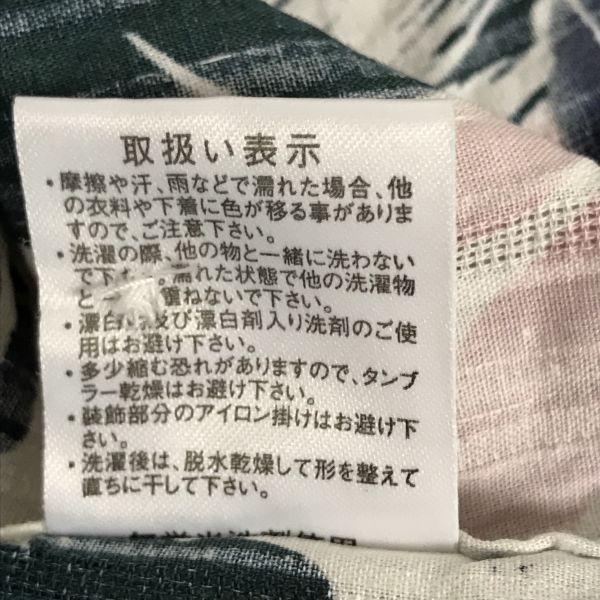 取扱い表示
・摩擦や汗、雨などで濡れた場合、他
の衣料や下着に色が移る事がありま
すので、ご注意下さい。
・洗濯の際、他の物と一緒に洗わない
で下 濡れた状態で他の洗濯物
と 重ねないで下さい。
・漂白 及び漂白剤入り洗剤のご使
用はお避け下さい。
・多少縮む恐れがありますので、タンブ
ラー乾燥はお避け下さい。
・装飾部分のアイロン掛けはお避け下
さい。
・洗濯後は、脱水乾燥して形を整えて
直ちに干して下さい。